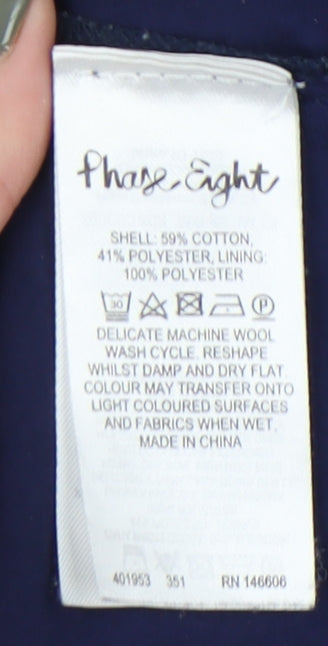 Phase Eight
SHELL: 59% COTTON,
41% POLYESTER, LINING:
100% POLYESTER
30 P
DELICATE MACHINE WOOL
WASH CYCLE. RESHAPE
WHILST DAMP AND DRY FLAT.
COLOUR MAY TRANSFER ONTO
LIGHT COLOURED SURFACES
AND FABRICS WHEN WET.
MADE IN CHINA
401953 351 RN 146606